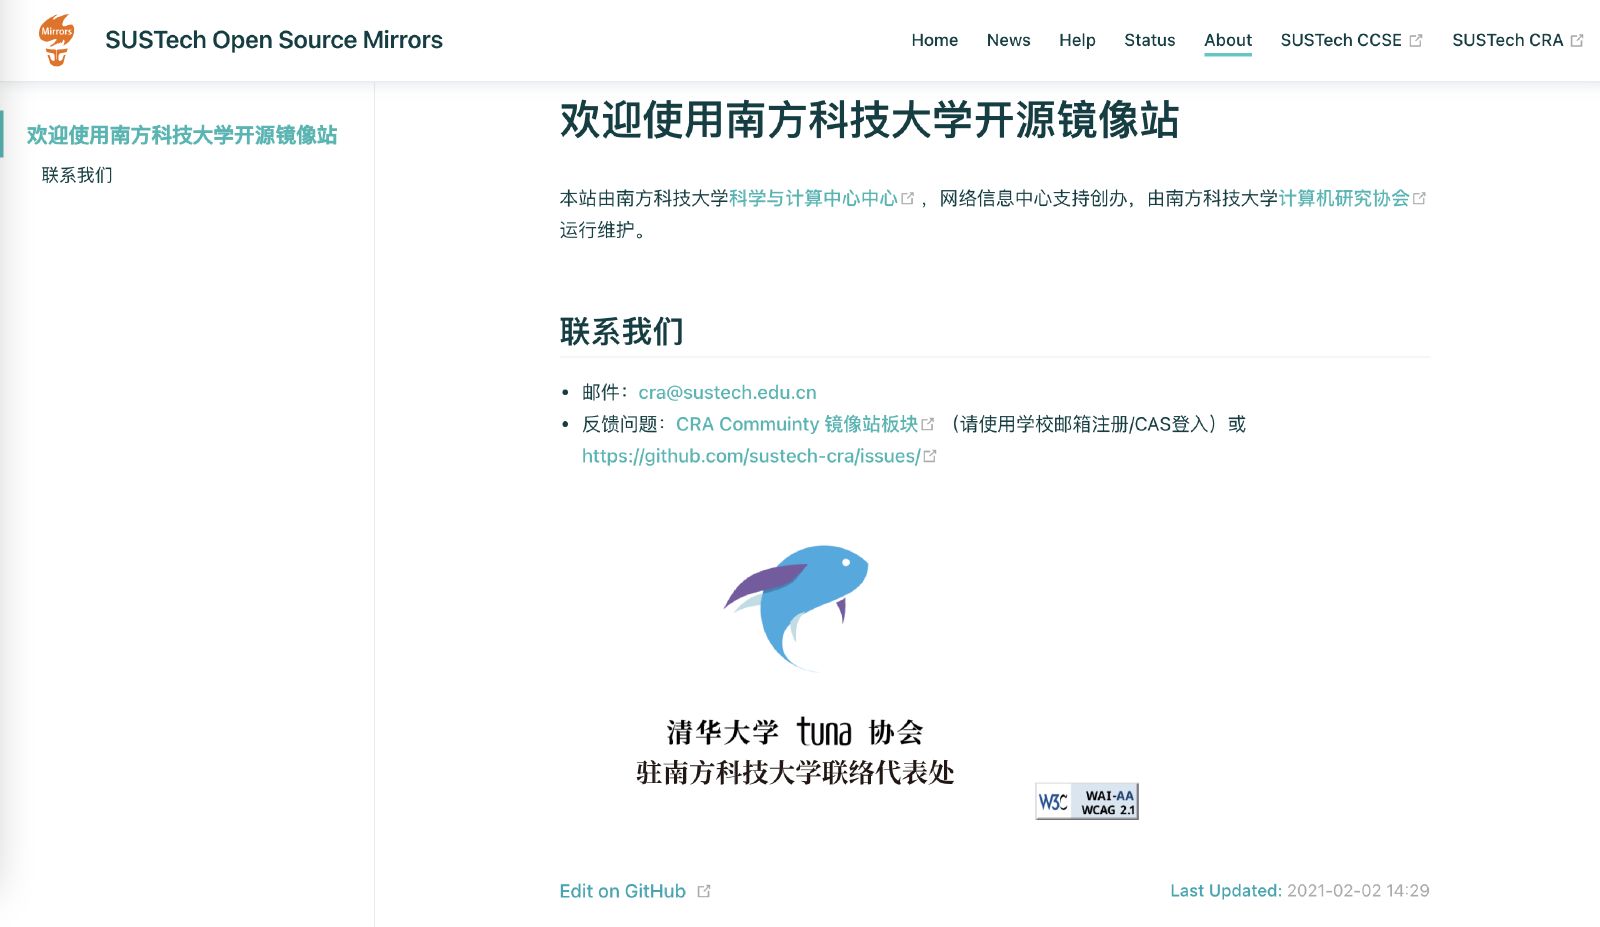 Mirrors
SUSTech Open Source Mirrors
Home News Help Status About SUSTech CCSE SUSTech CRA
欢迎使用南方科技大学开源镜像站
联系我们
欢迎使用南方科技大学开源镜像站
本站由南方科技大学科学与计算中心中心，网络信息中心支持创办，由南方科技大学计算机研究协会
运行维护。
联系我们
• 邮件：cra@sustech.edu.cn
• 反馈问题：CRA Commuinty 镜像站板块 （请使用学校邮箱注册/CAS登入）或
https://github.com/sustech-cra/issues/
清华大学 tuna 协会
驻南方科技大学联络代表处
W3C WAI-AA
WCAG 2.1
Edit on GitHub
Last Updated: 2021-02-02 14:29